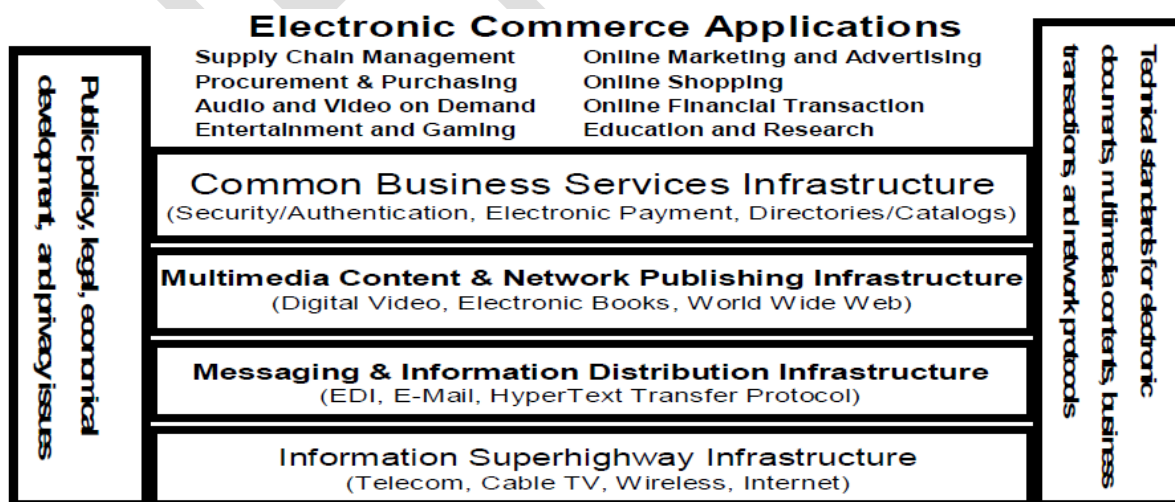 Electronic Commerce Applications
Supply Chain Management
Procurement & Purchasing
Audio and Video on Demand
Entertainment and Gaming
Online Marketing and Advertising
Online Shopping
Online Financial Transaction
Education and Research
Public policy, legal, economical
development, and privacy issues
Common Business Services Infrastructure
(Security/Authentication, Electronic Payment, Directories/Catalogs)
Multimedia Content & Network Publishing Infrastructure
(Digital Video, Electronic Books, World Wide Web)
Messaging & Information Distribution Infrastructure
(EDI, E-Mail, HyperText Transfer Protocol)
Information Superhighway Infrastructure
(Telecom, Cable TV, Wireless, Internet)
Technical standards for electronic
documents, multimedia contents, business
transactions, and network protocols